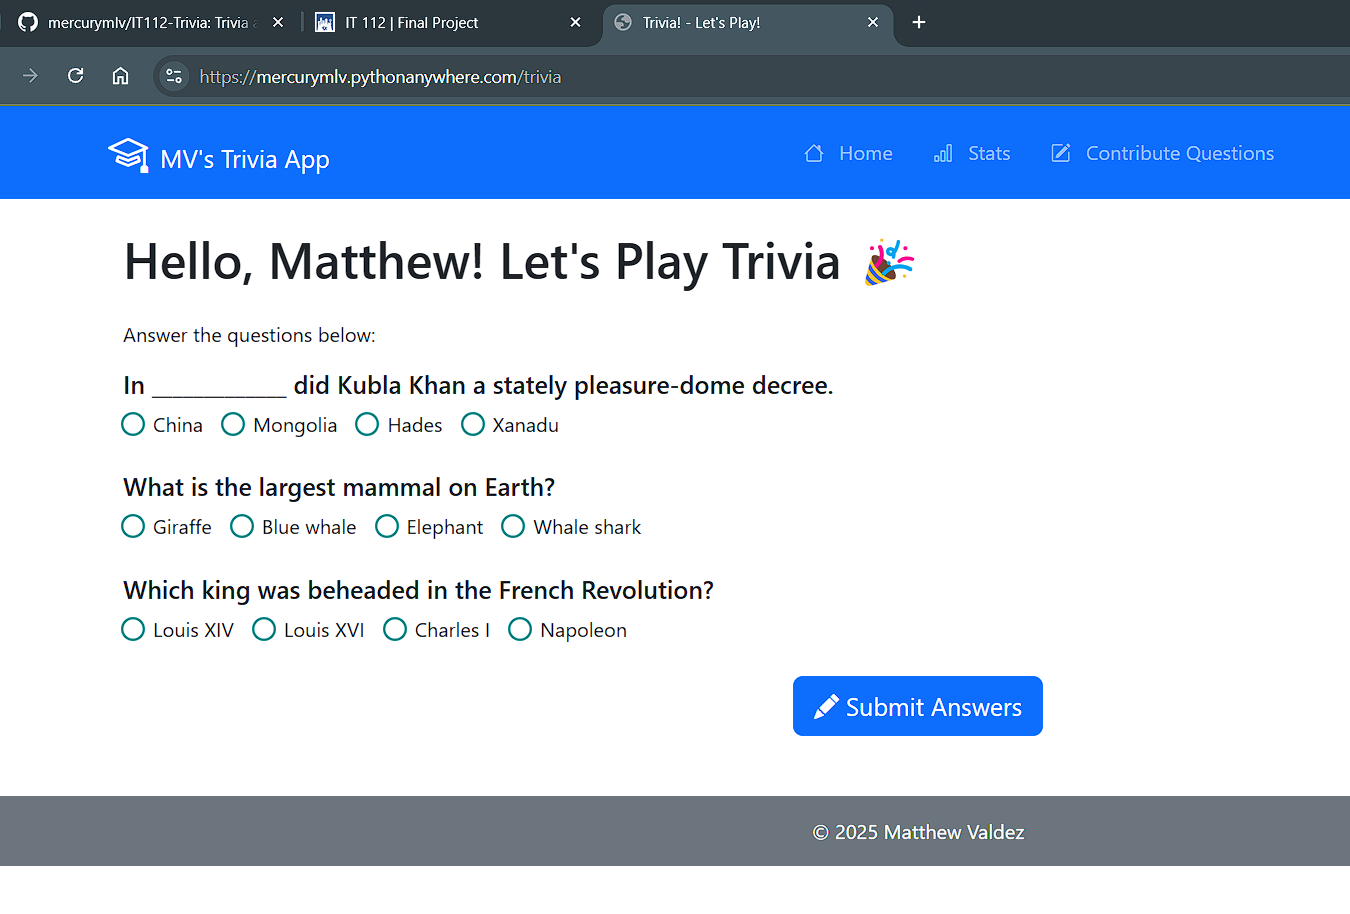 mercurymlv/IT112-Trivia: Trivia a
IT 112 | Final Project
Trivia! - Let's Play!
https://mercurymlv.pythonanywhere.com/trivia
MV's Trivia App
Home
Stats
Contribute Questions
Hello, Matthew! Let's Play Trivia 🎉
Answer the questions below:
In _____________ did Kubla Khan a stately pleasure-dome decree.
China Mongolia Hades Xanadu
What is the largest mammal on Earth?
Giraffe Blue whale Elephant Whale shark
Which king was beheaded in the French Revolution?
Louis XIV Louis XVI Charles I Napoleon
Submit Answers
© 2025 Matthew Valdez